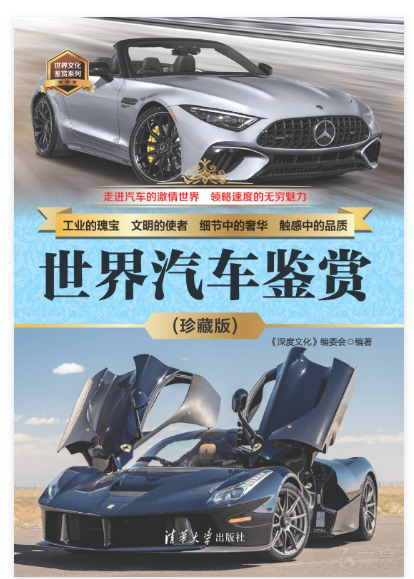 世界文化
鉴赏系列
走进汽车的激情世界 领略速度的无穷魅力
工业的瑰宝 文明的使者 细节中的奢华 触感中的品质
世界汽车鉴赏
(珍藏版)
《深度文化》编委会◎编著
清华大学出版社